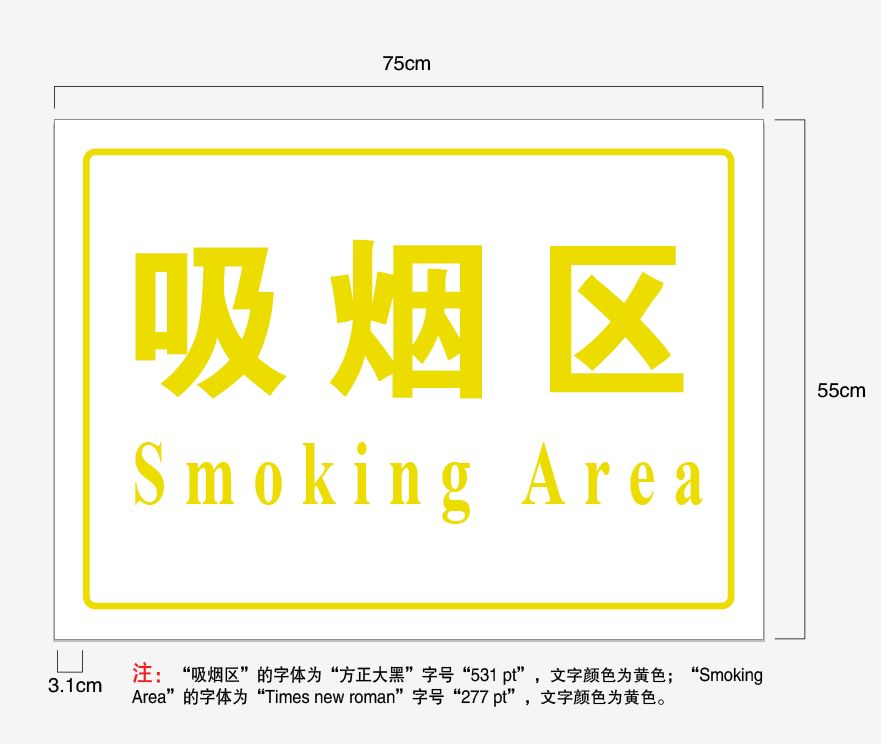 75cm
吸烟区
55cm
Smoking Area
3.1cm
注：“吸烟区”的字体为“方正大黑”字号“531 pt”，文字颜色为黄色；“Smoking
Area”的字体为“Times new roman”字号“277 pt”，文字颜色为黄色。